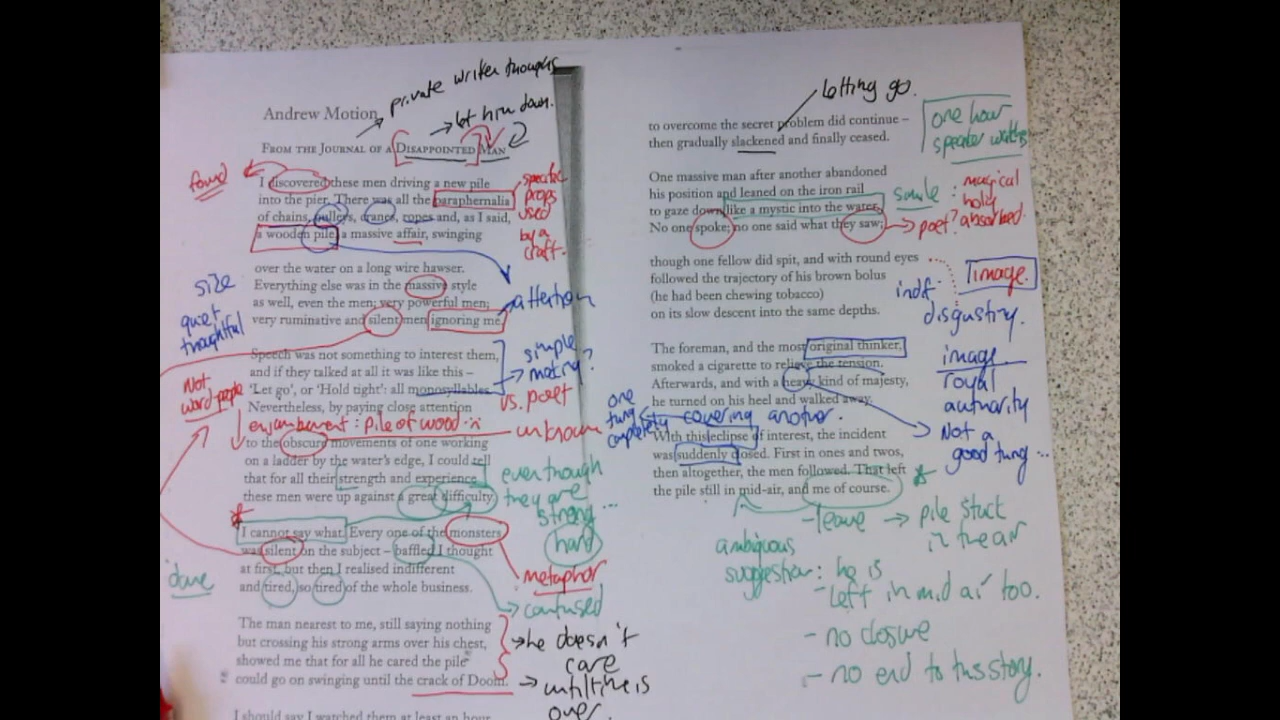 Andrew Motion
private writer thoughts
let him down.
FROM THE JOURNAL OF A DISAPPOINTED MAN
found
I discovered these men driving a new pile
into the pier. There was all the paraphernalia
of chains, pulleys, cranes, ropes and, as I said,
a wooden pile, a massive affair, swinging
props
used
by a
craft.
over the water on a long wire hawser.
Everything else was in the massive style
as well, even the men; very powerful men;
very ruminative and silent men ignoring me.
size
quiet
thoughtful
attention
Speech was not something to interest them,
and if they talked at all it was like this –
'Let go', or 'Hold tight': all monosyllables.
Nevertheless, by paying close attention
simple
vs. poet
Not
word people
enjambement: pile of wood
unknown
to the obscure movements of one working
on a ladder by the water's edge, I could tell
that for all their strength and experience
these men were up against a great difficulty.
even though
they are
strong ...
hard
I cannot say what. Every one of the monsters
was silent on the subject – baffled I thought
at first, but then I realised indifferent
and tired, so tired of the whole business.
metaphor
confused
The man nearest to me, still saying nothing
but crossing his strong arms over his chest,
showed me that for all he cared the pile
could go on swinging until the crack of Doom.
he doesn't
care
until time is
over.
I should say I watched them at least an hour
letting go.
to overcome the secret problem did continue –
then gradually slackened and finally ceased.
one hour
speaker watches
One massive man after another abandoned
his position and leaned on the iron rail
to gaze down like a mystic into the water.
No one spoke; no one said what they saw;
simile: magical
holy
poet? absorbed.
though one fellow did spit, and with round eyes
followed the trajectory of his brown bolus
(he had been chewing tobacco)
on its slow descent into the same depths.
image.
disgusting.
The foreman, and the most original thinker,
smoked a cigarette to relieve the tension.
Afterwards, and with a heavy kind of majesty,
he turned on his heel and walked away.
image
royal
authority
Not a
good thing ...
one
thing
completely
covering another.
With this eclipse of interest, the incident
was suddenly closed. First in ones and twos,
then altogether, the men followed. That left
the pile still in mid-air, and me of course.
- leave → pile stuck
in the air
ambiguous
suggestion: he is
left in mid air too.
- no closure
- no end to this story.